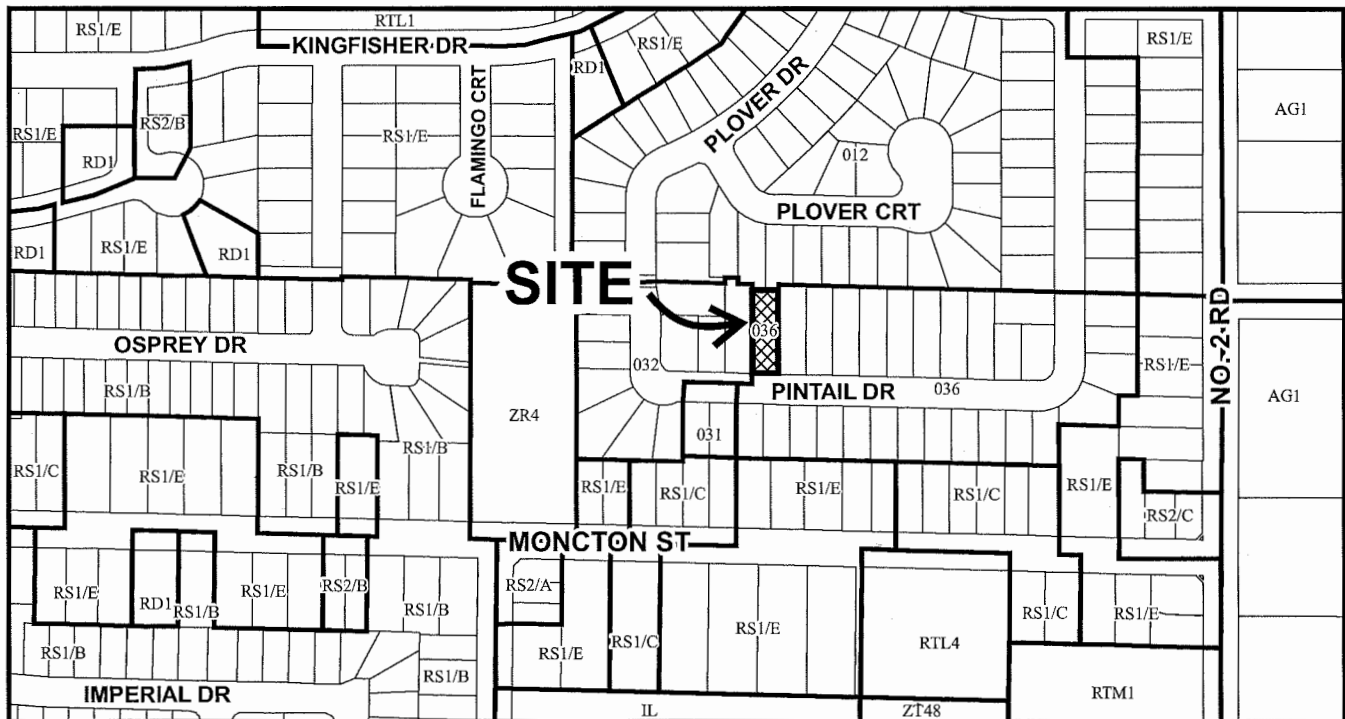 RTL1
RS1/E
RS1/E
RS1/E
KINGFISHER DR
RD1
PLOVER DR
AG1
FLAMINGO CRT
RS2/B
RS1/E
RS1/E
012
RD1
PLOVER CRT
RD1
RS1/E
RD1
SITE
036
OSPREY DR
032
RS1/E
NO. 2 RD
PINTAIL DR
036
RS1/B
AG1
ZR4
031
RS1/B
RS1/C
RS1/E
RS1/B
RS1/E
RS1/E
RS1/C
RS1/E
RS1/C
RS1/E
RS2/C
MONCTON ST
RS2/A
RS1/E
RD1
RS1/B
RS1/E
RS2/B
RS1/B
RS1/C
RS1/E
RS1/E
RS1/C
RS1/E
RTL4
RS1/B
RS1/B
IMPERIAL DR
RTM1
IL
ZT48